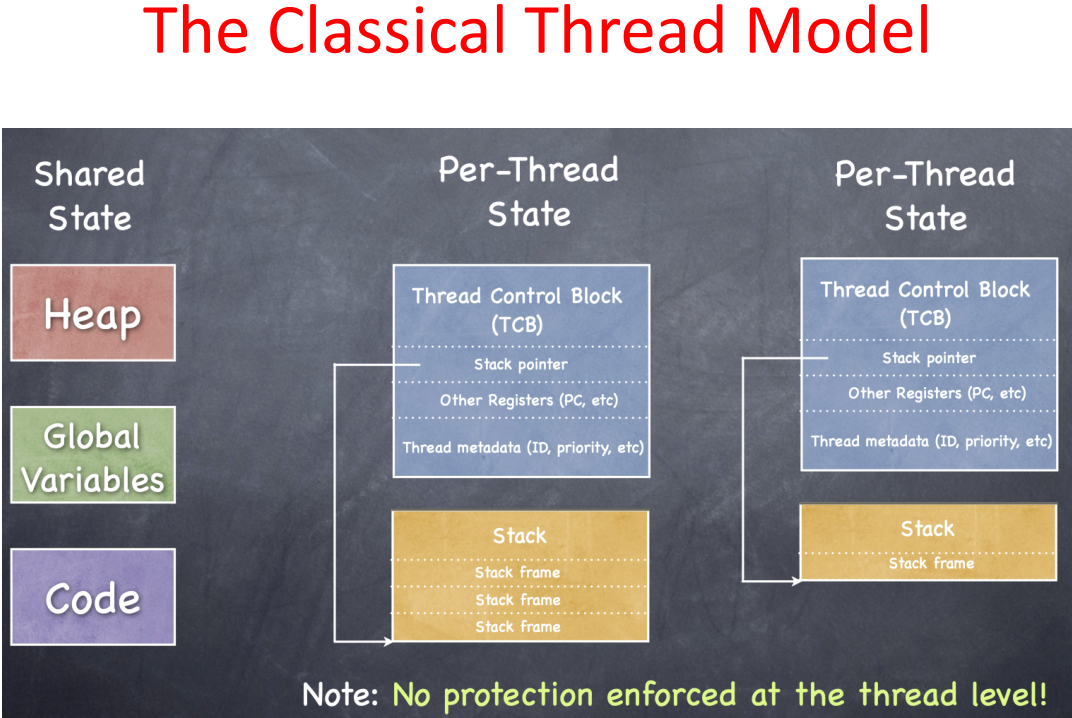 The Classical Thread Model
Shared
State
Heap
Global
Variables
Code
Per-Thread
State
Thread Control Block
(TCB)
Stack pointer
Other Registers (PC, etc)
Thread metadata (ID, priority, etc)
Stack
Stack frame
Stack frame
Stack frame
Per-Thread
State
Thread Control Block
(TCB)
Stack pointer
Other Registers (PC, etc)
Thread metadata (ID, priority, etc)
Stack
Stack frame
Note: No protection enforced at the thread level!